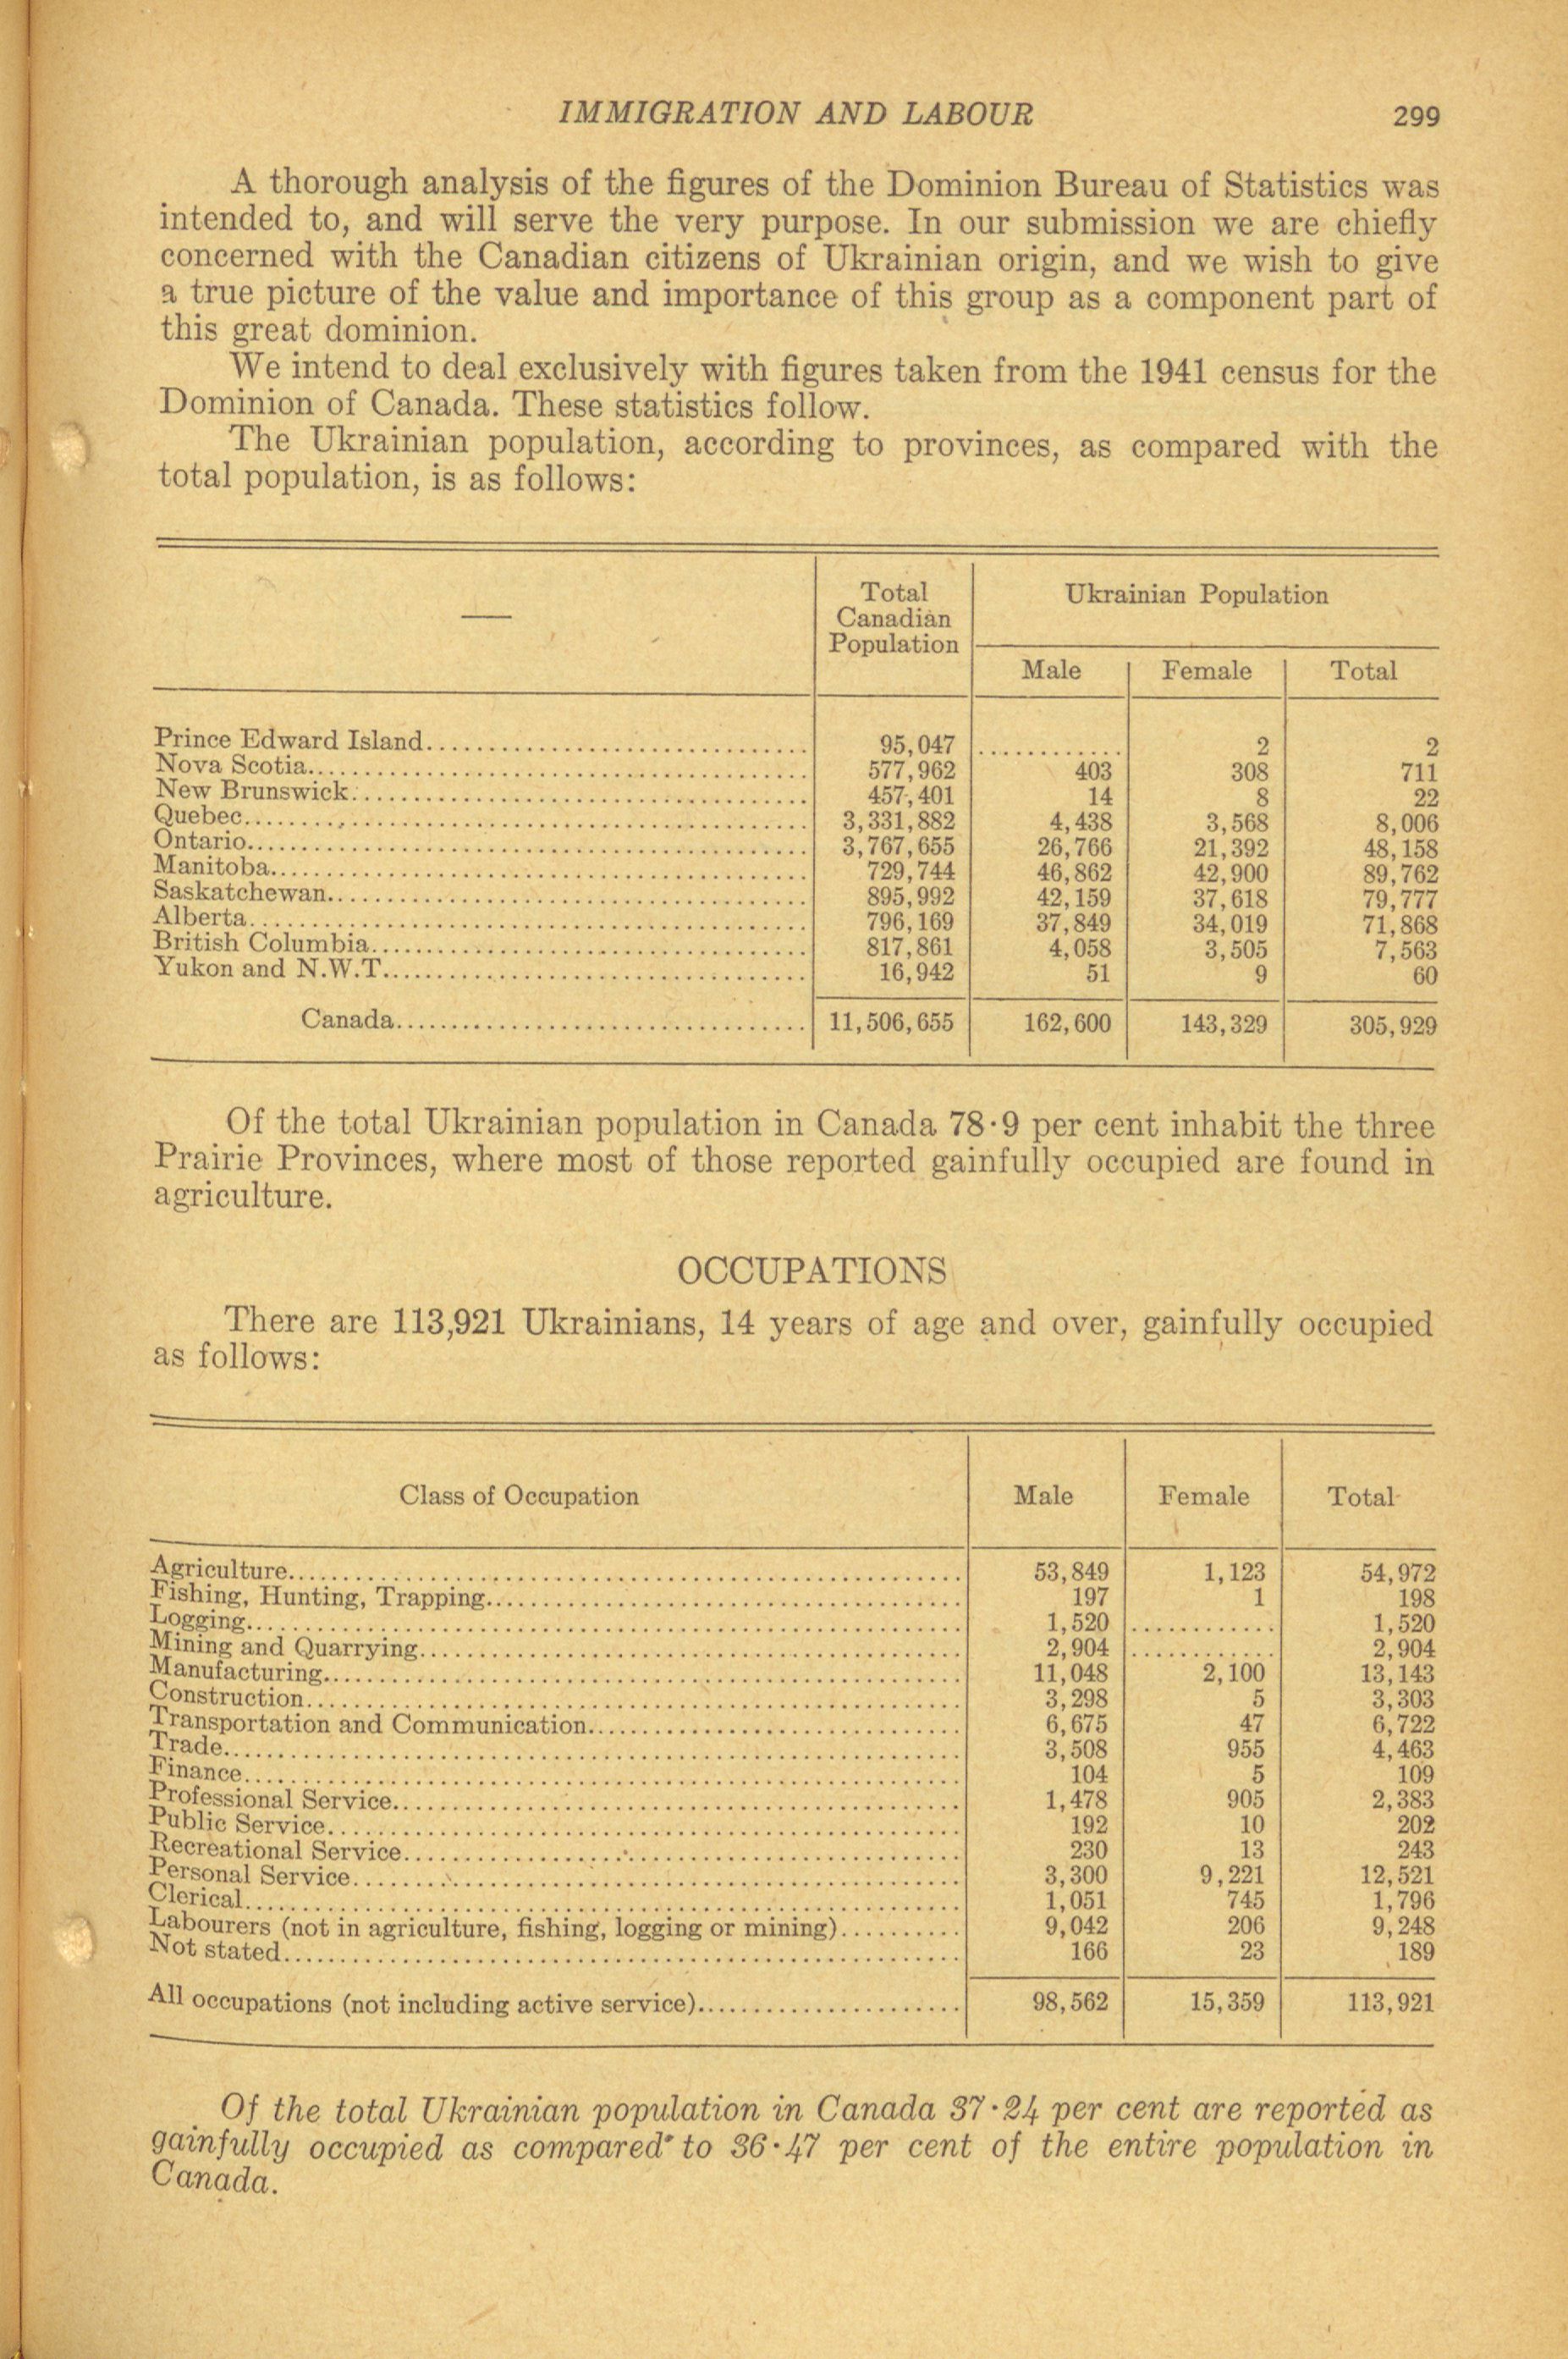 IMMIGRATION AND LABOUR 299
A thorough analysis of the figures of the Dominion Bureau of Statistics was
intended to, and will serve the very purpose. In our submission we are chiefly
concerned with the Canadian citizens of Ukrainian origin, and we wish to give
a true picture of the value and importance of this group as a component part of
this great dominion.
We intend to deal exclusively with figures taken from the 1941 census for the
Dominion of Canada. These statistics follow.
The Ukrainian population, according to provinces, as compared with the
total population, is as follows:
— Total Canadian Population Ukrainian Population
Male Female Total
Prince Edward Island 95,047 ............ 2 2
Nova Scotia 577,962 403 308 711
New Brunswick 457,401 14 8 22
Quebec 3,331,882 4,438 3,568 8,006
Ontario 3,767,655 26,766 21,392 48,158
Manitoba 729,744 46,862 42,900 89,762
Saskatchewan 895,992 42,159 37,618 79,777
Alberta 796,169 37,849 34,019 71,868
British Columbia 817,861 4,058 3,505 7,563
Yukon and N.W.T. 16,942 51 9 60
Canada 11,506,655 162,600 143,329 305,929
Of the total Ukrainian population in Canada 78·9 per cent inhabit the three
Prairie Provinces, where most of those reported gainfully occupied are found in
agriculture.
OCCUPATIONS
There are 113,921 Ukrainians, 14 years of age and over, gainfully occupied
as follows:
Class of Occupation Male Female Total
Agriculture 53,849 1,123 54,972
Fishing, Hunting, Trapping 197 1 198
Logging 1,520 ............ 1,520
Mining and Quarrying 2,904 ............ 2,904
Manufacturing 11,048 2,100 13,143
Construction 3,298 5 3,303
Transportation and Communication 6,675 47 6,722
Trade 3,508 955 4,463
Finance 104 5 109
Professional Service 1,478 905 2,383
Public Service 192 10 202
Recreational Service 230 13 243
Personal Service 3,300 9,221 12,521
Clerical 1,051 745 1,796
Labourers (not in agriculture, fishing, logging or mining) 9,042 206 9,248
Not stated 166 23 189
All occupations (not including active service) 98,562 15,359 113,921
Of the total Ukrainian population in Canada 37·24 per cent are reported as
gainfully occupied as compared to 36·47 per cent of the entire population in
Canada.